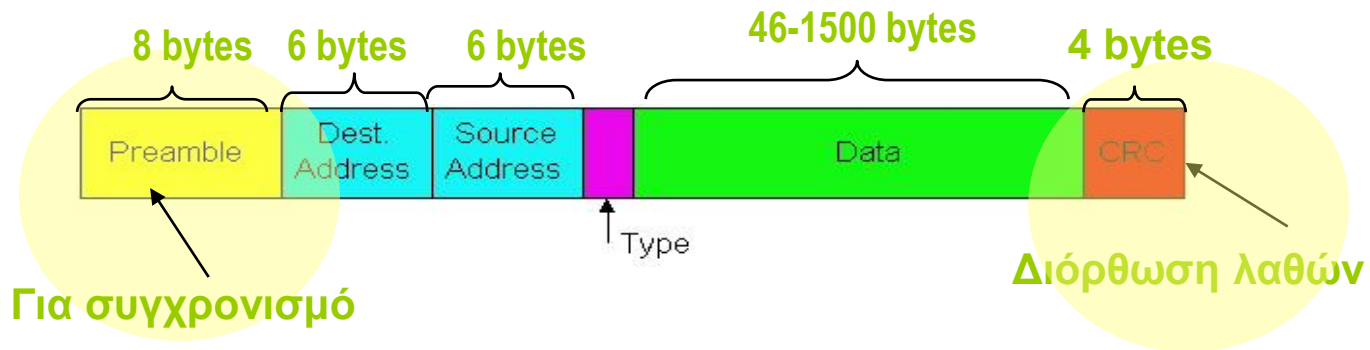 8 bytes
6 bytes
6 bytes
46-1500 bytes
4 bytes
Preamble
Dest.
Address
Source
Address
Data
CRC
Type
Για συγχρονισμό
Διόρθωση λαθών